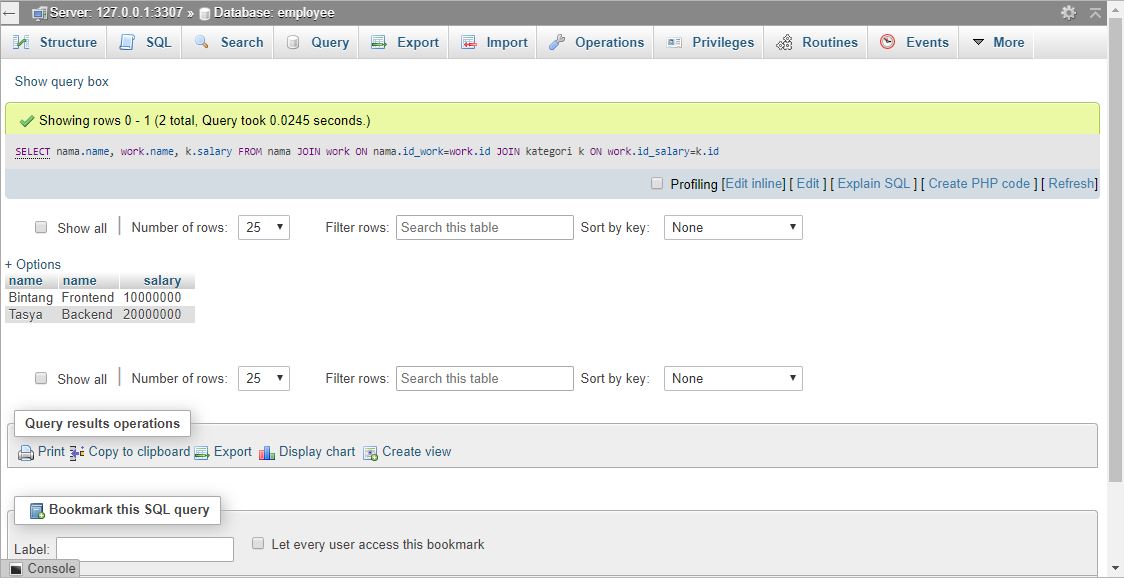 Server: 127.0.0.1:3307 » Database: employee
Structure SQL Search Query Export Import Operations Privileges Routines Events More
Show query box
Showing rows 0 - 1 (2 total, Query took 0.0245 seconds.)
SELECT nama.name, work.name, k.salary FROM nama JOIN work ON nama.id_work=work.id JOIN kategori k ON work.id_salary=k.id
Profiling [Edit inline] [ Edit ] [ Explain SQL ] [ Create PHP code ] [ Refresh]
Show all Number of rows: 25 Filter rows: Search this table Sort by key: None
+ Options
name name salary
Bintang Frontend 10000000
Tasya Backend 20000000
Show all Number of rows: 25 Filter rows: Search this table Sort by key: None
Query results operations
Print Copy to clipboard Export Display chart Create view
Bookmark this SQL query
Label: Let every user access this bookmark
Console